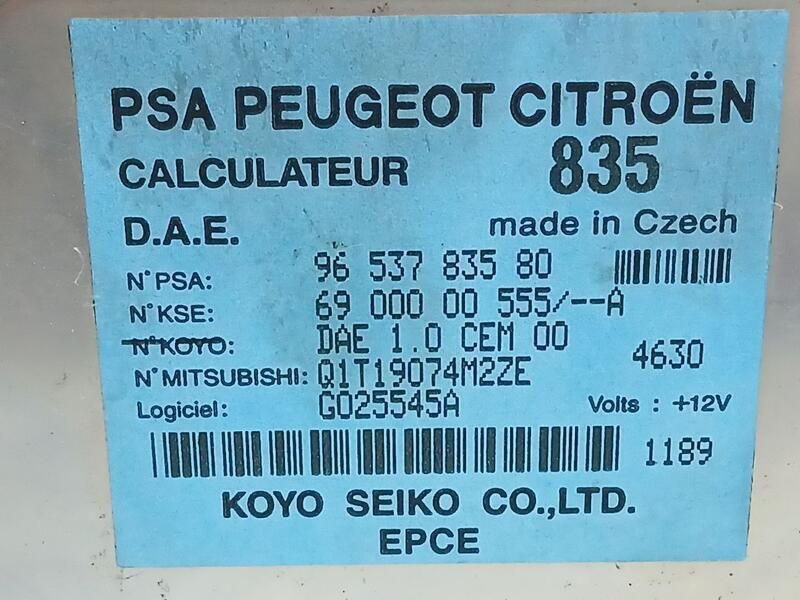 PSA PEUGEOT CITROËN
CALCULATEUR 835
D.A.E. made in Czech
N°PSA: 96 537 835 80
N°KSE: 69 000 00 555/--A
N°KOYO: DAE 1.0 CEM 00
N°MITSUBISHI: Q1T19074M2ZE 4630
Logiciel: G025545A Volts : +12V
1189
KOYO SEIKO CO.,LTD.
EPCE